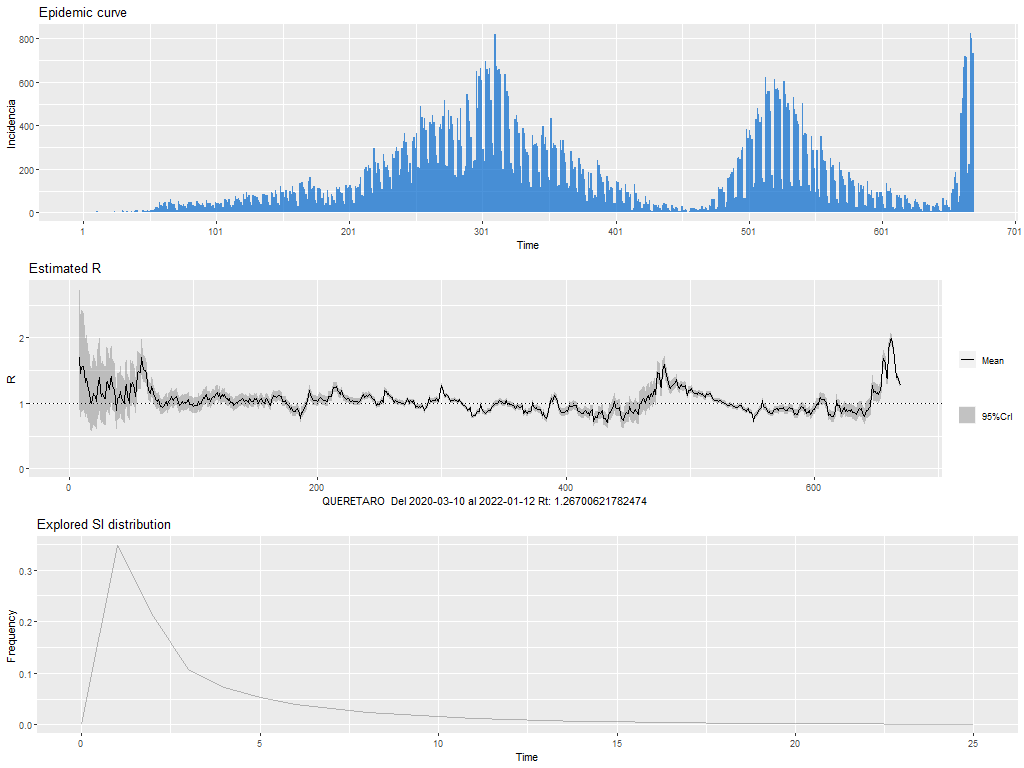 Epidemic curve
800
600
400
200
0
Incidencia
1
101
201
301
401
501
601
701
Time
Estimated R
2
1
0
R
Mean
95%CrI
0
200
400
600
QUERETARO Del 2020-03-10 al 2022-01-12 Rt: 1.26700621782474
Explored SI distribution
0.3
0.2
0.1
0.0
Frequency
0
5
10
15
20
25
Time